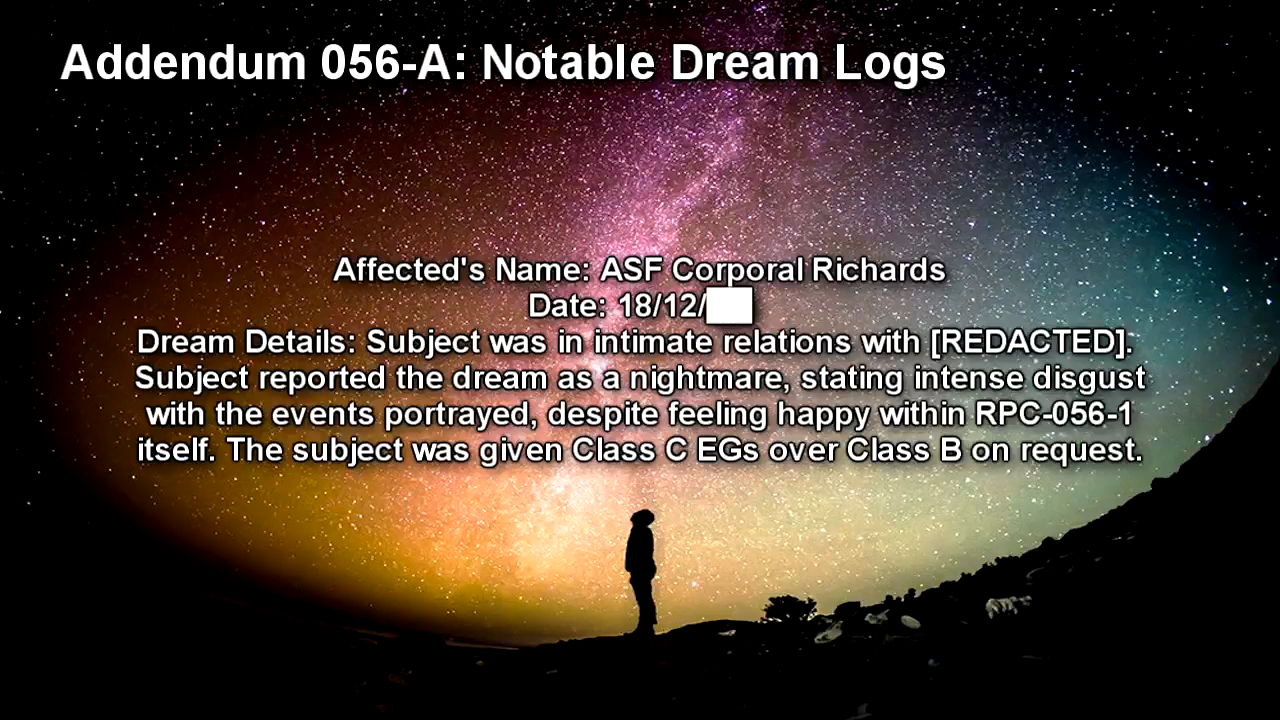 Addendum 056-A: Notable Dream Logs
Affected's Name: ASF Corporal Richards
Date: 18/12/██
Dream Details: Subject was in intimate relations with [REDACTED].
Subject reported the dream as a nightmare, stating intense disgust
with the events portrayed, despite feeling happy within RPC-056-1
itself. The subject was given Class C EGs over Class B on request.